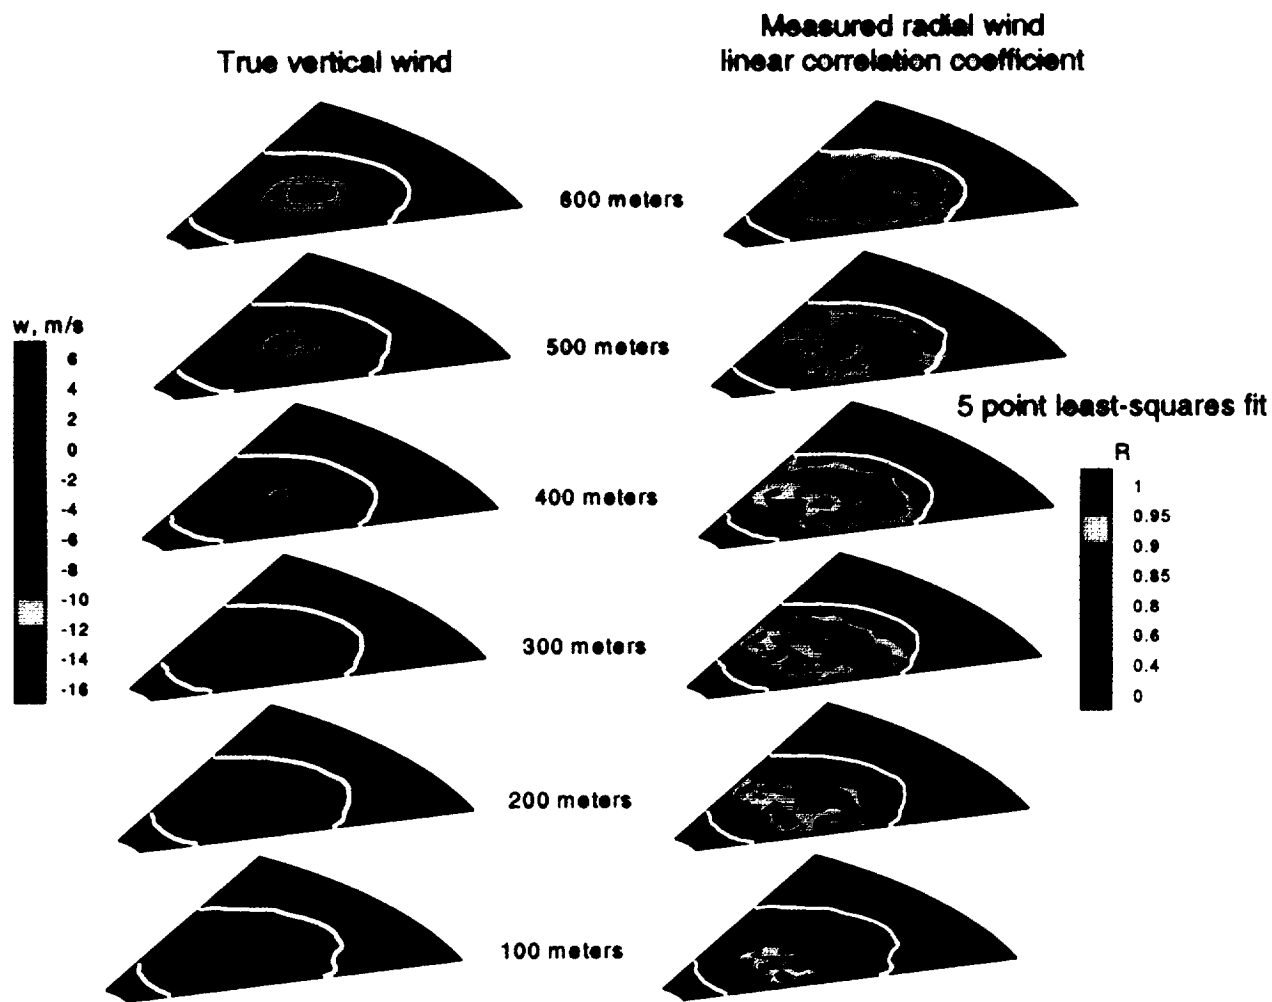 True vertical wind
Measured radial wind
linear correlation coefficient
600 meters
500 meters
400 meters
300 meters
200 meters
100 meters
w, m/s
6
4
2
0
-2
-4
-6
-8
-10
-12
-14
-16
5 point least-squares fit
R
1
0.95
0.9
0.85
0.8
0.6
0.4
0